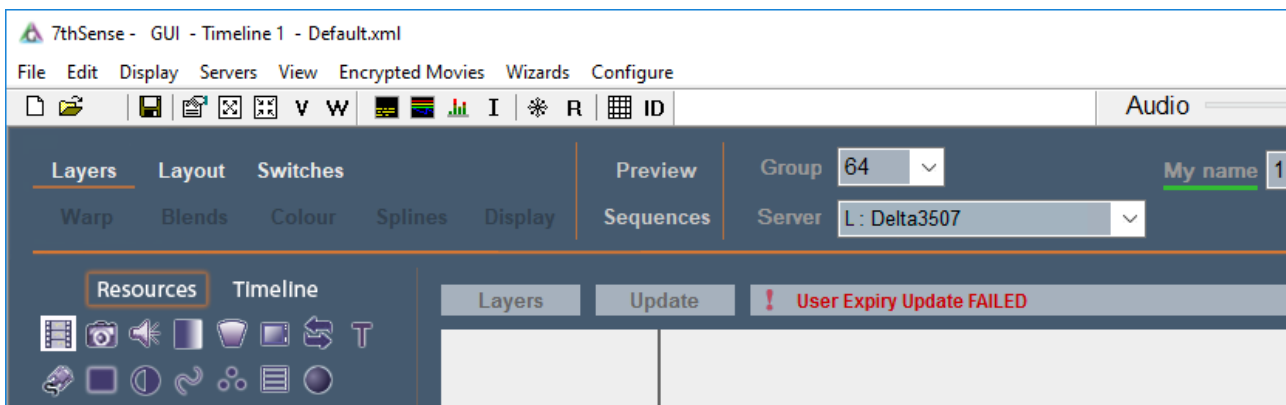 7thSense - GUI - Timeline 1 - Default.xml
File Edit Display Servers View Encrypted Movies Wizards Configure
V W I R ID Audio
Layers Layout Switches Preview Group 64 My name 1
Warp Blends Colour Splines Display Sequences Server L : Delta3507
Resources Timeline
Layers Update ! User Expiry Update FAILED
T